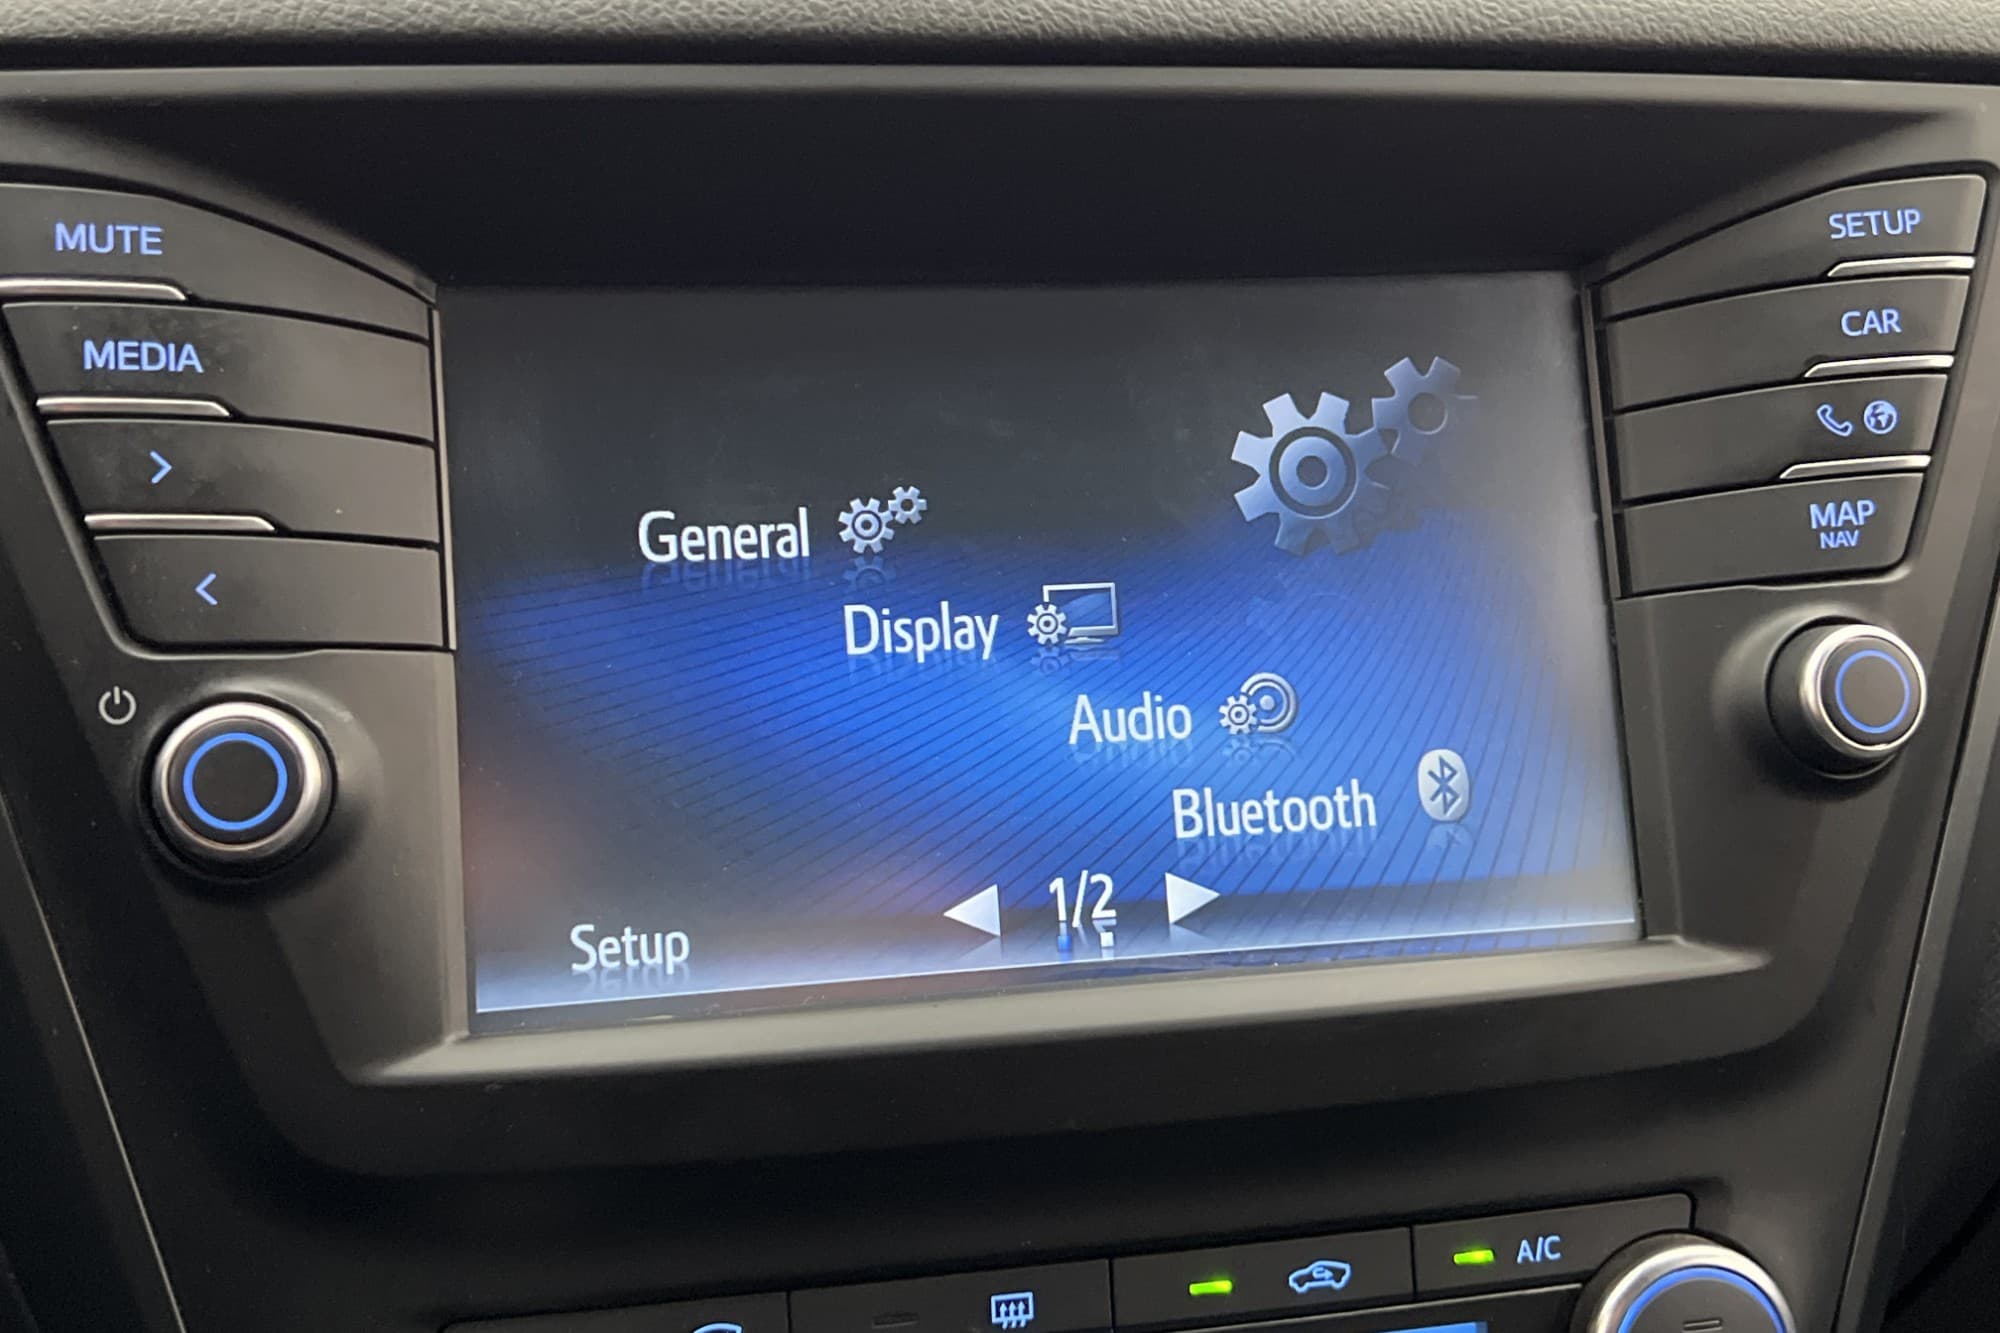 MUTE
MEDIA
>
<
SETUP
CAR
MAP
NAV
General
Display
Audio
Bluetooth
1/2
Setup
A/C